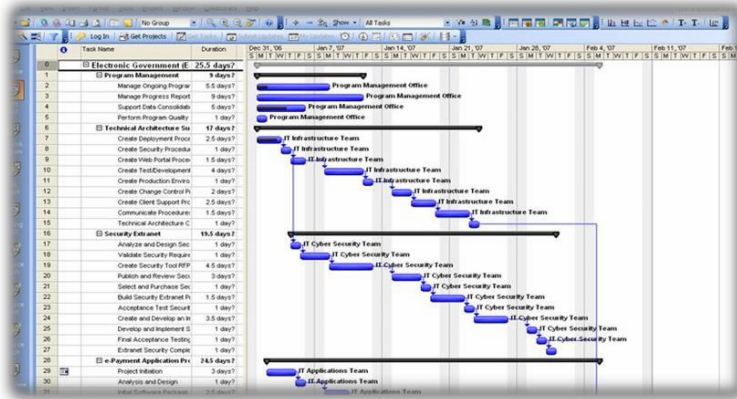 No Group
Show
All Tasks
Log In
Get Projects
Task Name Duration
Dec 31, '06 Jan 7, '07 Jan 14, '07 Jan 21, '07 Jan 28, '07 Feb 4, '07 Feb 11, '07
0 Electronic Government (E 25.5 days?
1 Program Management 9 days?
2 Manage Ongoing Prograr 5.5 days? Program Management Office
3 Manage Progress Report 9 days? Program Management Office
4 Support Data Consolidati 5 days? Program Management Office
5 Perform Program Quality 1 day? Program Management Office
6 Technical Architecture Su 17 days?
7 Create Deployment Proce 2.5 days? IT Infrastructure Team
8 Create Security Procedu 1 day? IT Infrastructure Team
9 Create Web Portal Proce 1.5 days? IT Infrastructure Team
10 Create Test/Development 4 days? IT Infrastructure Team
11 Create Production Enviro 1 day? IT Infrastructure Team
12 Create Change Control Pr 2 days? IT Infrastructure Team
13 Create Client Support Prc 2.5 days? IT Infrastructure Team
14 Communicate Procedure: 1.5 days? IT Infrastructure Team
15 Technical Architecture C 1 day?
16 Security Extranet 19.5 days?
17 Analyze and Design Sec 1 day? IT Cyber Security Team
18 Validate Security Require 1 day? IT Cyber Security Team
19 Create Security Tool RFP 4.5 days? IT Cyber Security Team
20 Publish and Review Secu 3 days? IT Cyber Security Team
21 Select and Purchase Sec 1 day? IT Cyber Security Team
22 Build Security Extranet Pr 1.5 days? IT Cyber Security Team
23 Acceptance Test Securit 1 day? IT Cyber Security Team
24 Create and Develop an In 3.5 days? IT Cyber Security Team
25 Develop and Implement S 1 day? IT Cyber Security Team
26 Final Acceptance Testing 1 day? IT Cyber Security Team
27 Extranet Security Comple 1 day?
28 e-Payment Application Prc 24.5 days?
29 Project Initiation 3 days? IT Applications Team
30 Analysis and Design 1 day? IT Applications Team
31 Initial Software Package 2.5 days? IT Applications Team